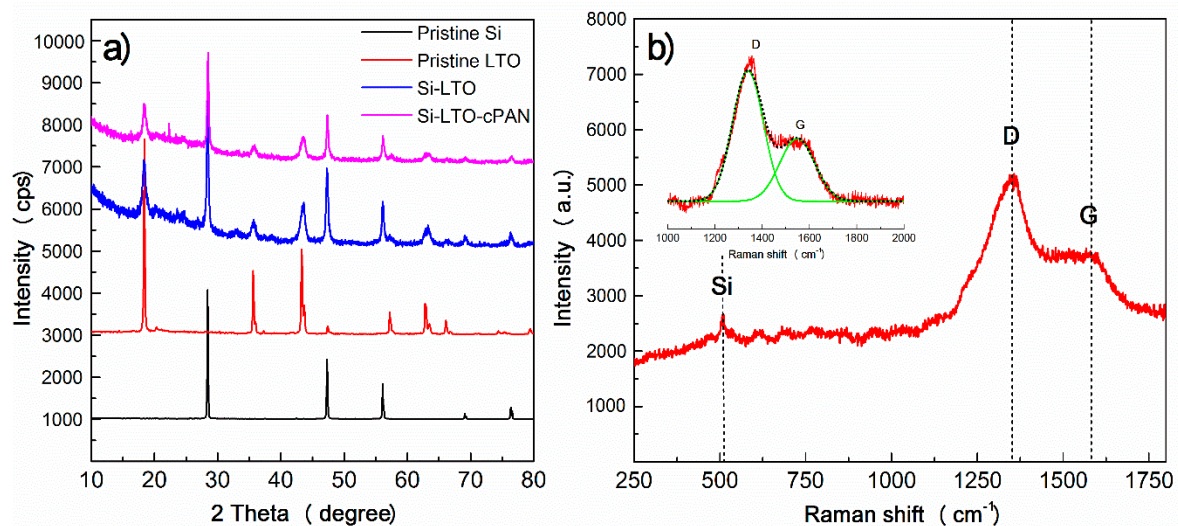 a)
Pristine Si
Pristine LTO
Si-LTO
Si-LTO-cPAN
10000
9000
8000
7000
6000
5000
4000
3000
2000
1000
10 20 30 40 50 60 70 80
Intensity (cps)
2 Theta (degree)
b)
8000
7000
6000
5000
4000
3000
2000
1000
250 500 750 1000 1250 1500 1750
Intensity (a.u.)
Raman shift (cm-1)
Si
D
G
D
G
1000 1200 1400 1600 1800 2000
Raman shift (cm-1)